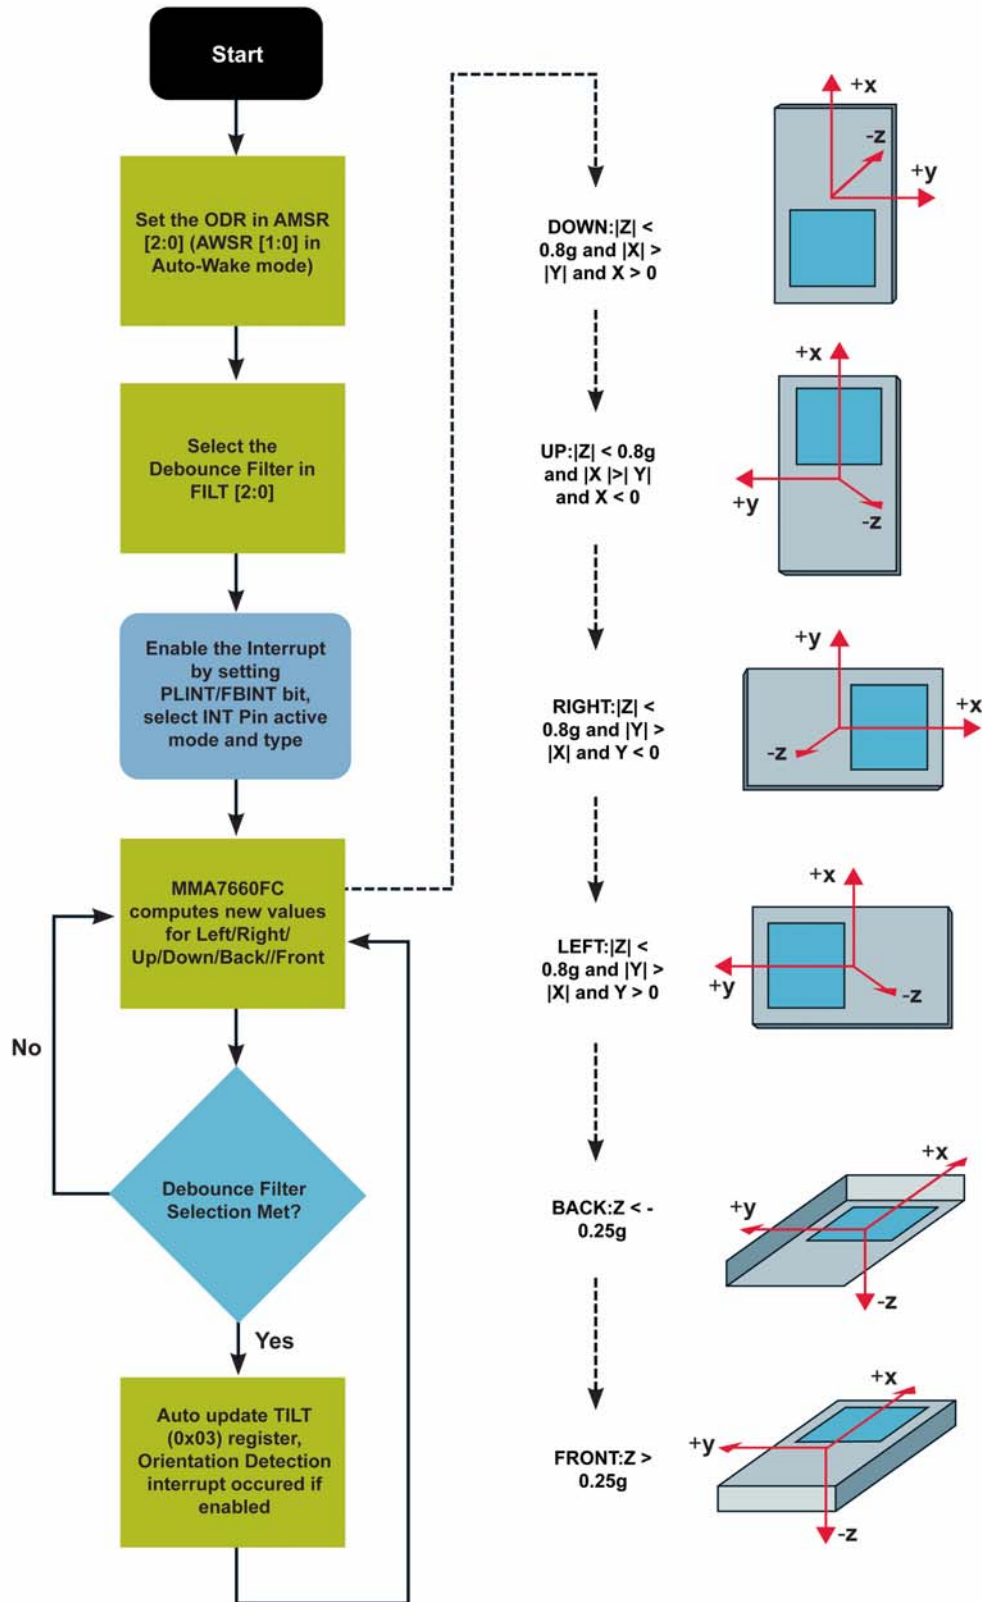 Start
Set the ODR in AMSR
[2:0] (AWSR [1:0] in
Auto-Wake mode)
Select the
Debounce Filter in
FILT [2:0]
Enable the Interrupt
by setting
PLINT/FBINT bit,
select INT Pin active
mode and type
MMA7660FC
computes new values
for Left/Right/
Up/Down/Back//Front
No
Debounce Filter
Selection Met?
Yes
Auto update TILT
(0x03) register,
Orientation Detection
interrupt occured if
enabled
DOWN:|Z| <
0.8g and |X| >
|Y| and X > 0
+x
-z
+y
UP:|Z| < 0.8g
and |X |>| Y|
and X < 0
+x
+y
-z
RIGHT:|Z| <
0.8g and |Y| >
|X| and Y < 0
+y
+x
-z
LEFT:|Z| <
0.8g and |Y| >
|X| and Y > 0
+x
+y
-z
BACK:Z < -
0.25g
+x
+y
-z
FRONT:Z >
0.25g
+x
+y
-z